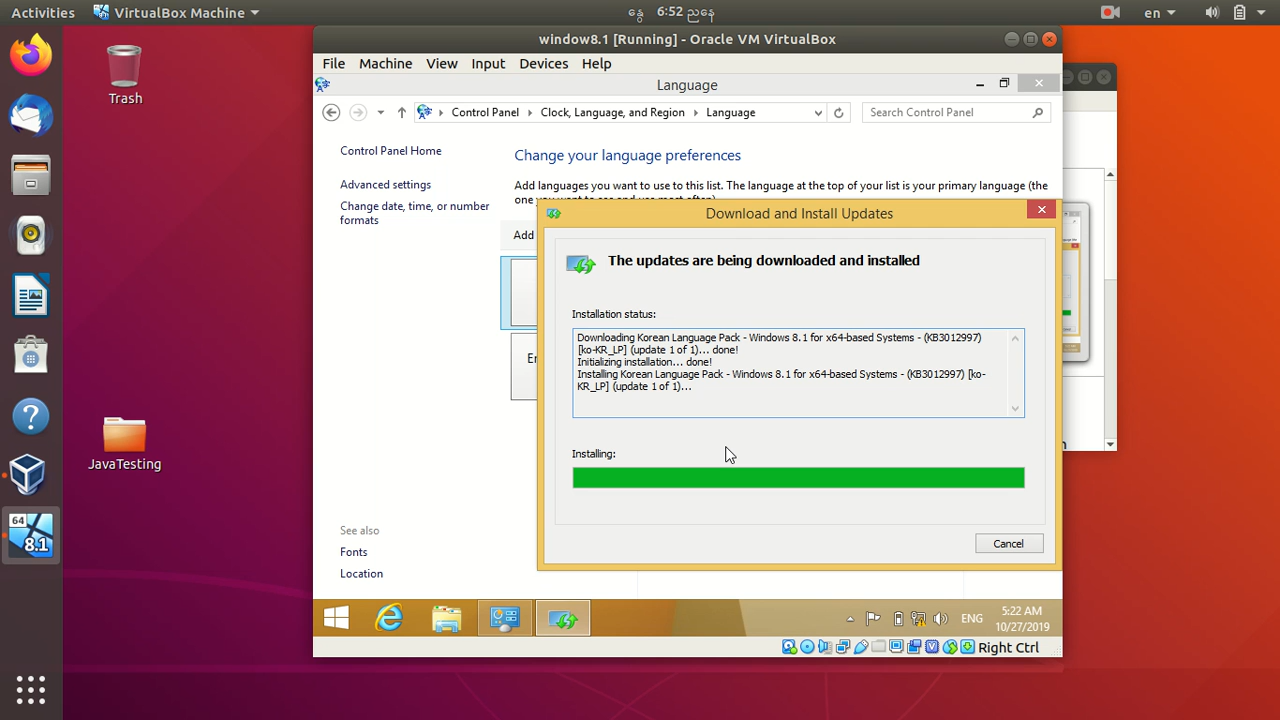 Activities
VirtualBox Machine
နွေ 6:52 ညနေ
en
Trash
JavaTesting
64
8.1
window8.1 [Running] - Oracle VM VirtualBox
File Machine View Input Devices Help
Language
Control Panel Clock, Language, and Region Language
Search Control Panel
Control Panel Home
Advanced settings
Change date, time, or number
formats
See also
Fonts
Location
Change your language preferences
Add languages you want to use to this list. The language at the top of your list is your primary language (the
Add
En
Download and Install Updates
The updates are being downloaded and installed
Installation status:
Downloading Korean Language Pack - Windows 8.1 for x64-based Systems - (KB3012997)
[ko-KR_LP] (update 1 of 1)... done!
Initializing installation... done!
Installing Korean Language Pack - Windows 8.1 for x64-based Systems - (KB3012997) [ko-
KR_LP] (update 1 of 1)...
Installing:
Cancel
ENG
5:22 AM
10/27/2019
Right Ctrl